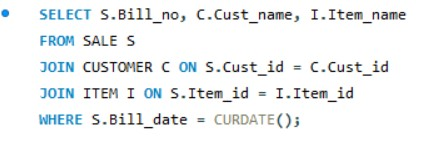 SELECT S.Bill_no, C.Cust_name, I.Item_name
FROM SALE S
JOIN CUSTOMER C ON S.Cust_id = C.Cust_id
JOIN ITEM I ON S.Item_id = I.Item_id
WHERE S.Bill_date = CURDATE();